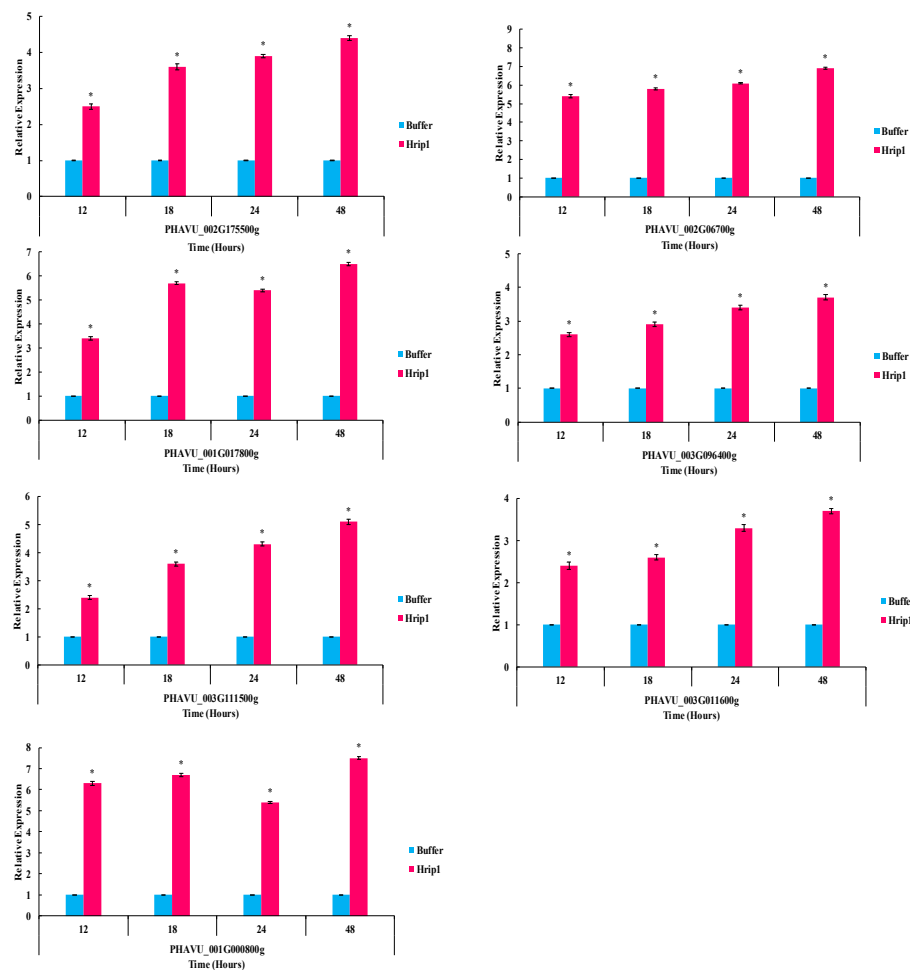 5
4
3
2
1
0
Relative Expression
* * * *
Buffer
Hrip1
12 18 24 48
PHAVU_002G175500g
Time (Hours)
9
8
7
6
5
4
3
2
1
0
Relative Expression
* * * *
Buffer
Hrip1
12 18 24 48
PHAVU_002G06700g
Time (Hours)
7
6
5
4
3
2
1
0
Relative Expression
* * * *
Buffer
Hrip1
12 18 24 48
PHAVU_001G017800g
Time (Hours)
5
4
3
2
1
0
Relative Expression
* * * *
Buffer
Hrip1
12 18 24 48
PHAVU_003G096400g
Time (Hours)
6
5
4
3
2
1
0
Relative Expression
* * * *
Buffer
Hrip1
12 18 24 48
PHAVU_003G111500g
Time (Hours)
4
3
2
1
0
Relative Expression
* * * *
Buffe
Hrip1
12 18 24 48
PHAVU_003G011600g
Time (Hours)
8
7
6
5
4
3
2
1
0
Relative Expression
* * * *
Buffer
Hrip1
12 18 24 48
PHAVU_001G000800g
Time (Hours)